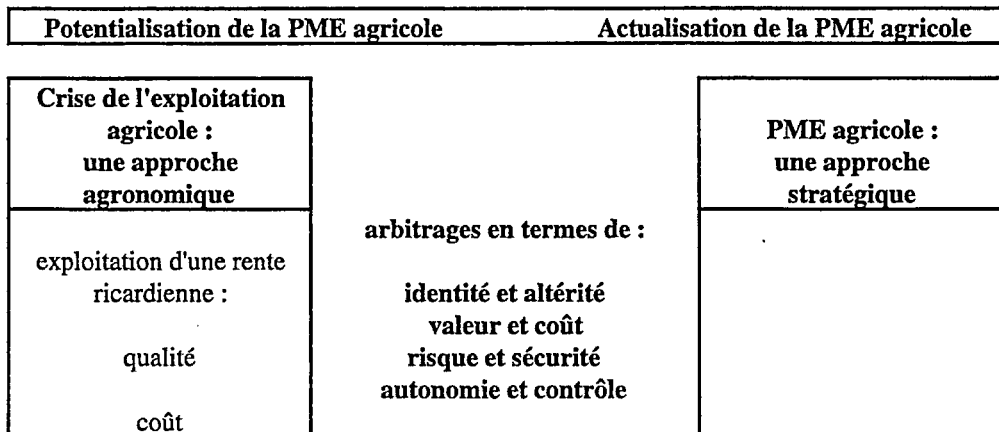 Potentialisation de la PME agricole Actualisation de la PME agricole
Crise de l'exploitation
agricole :
une approche
agronomique
exploitation d'une rente
ricardienne :
qualité
coût
arbitrages en termes de :
identité et altérité
valeur et coût
risque et sécurité
autonomie et contrôle
PME agricole :
une approche
stratégique